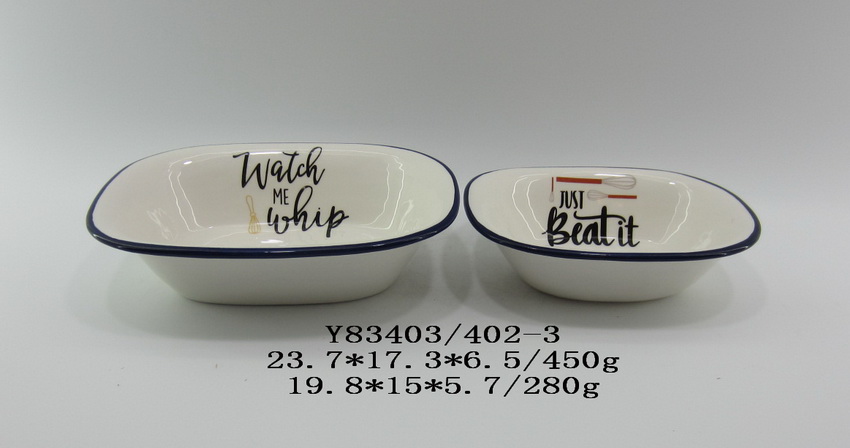 Watch
ME
whip
JUST
Beat it
Y83403/402-3
23.7*17.3*6.5/450g
19.8*15*5.7/280g